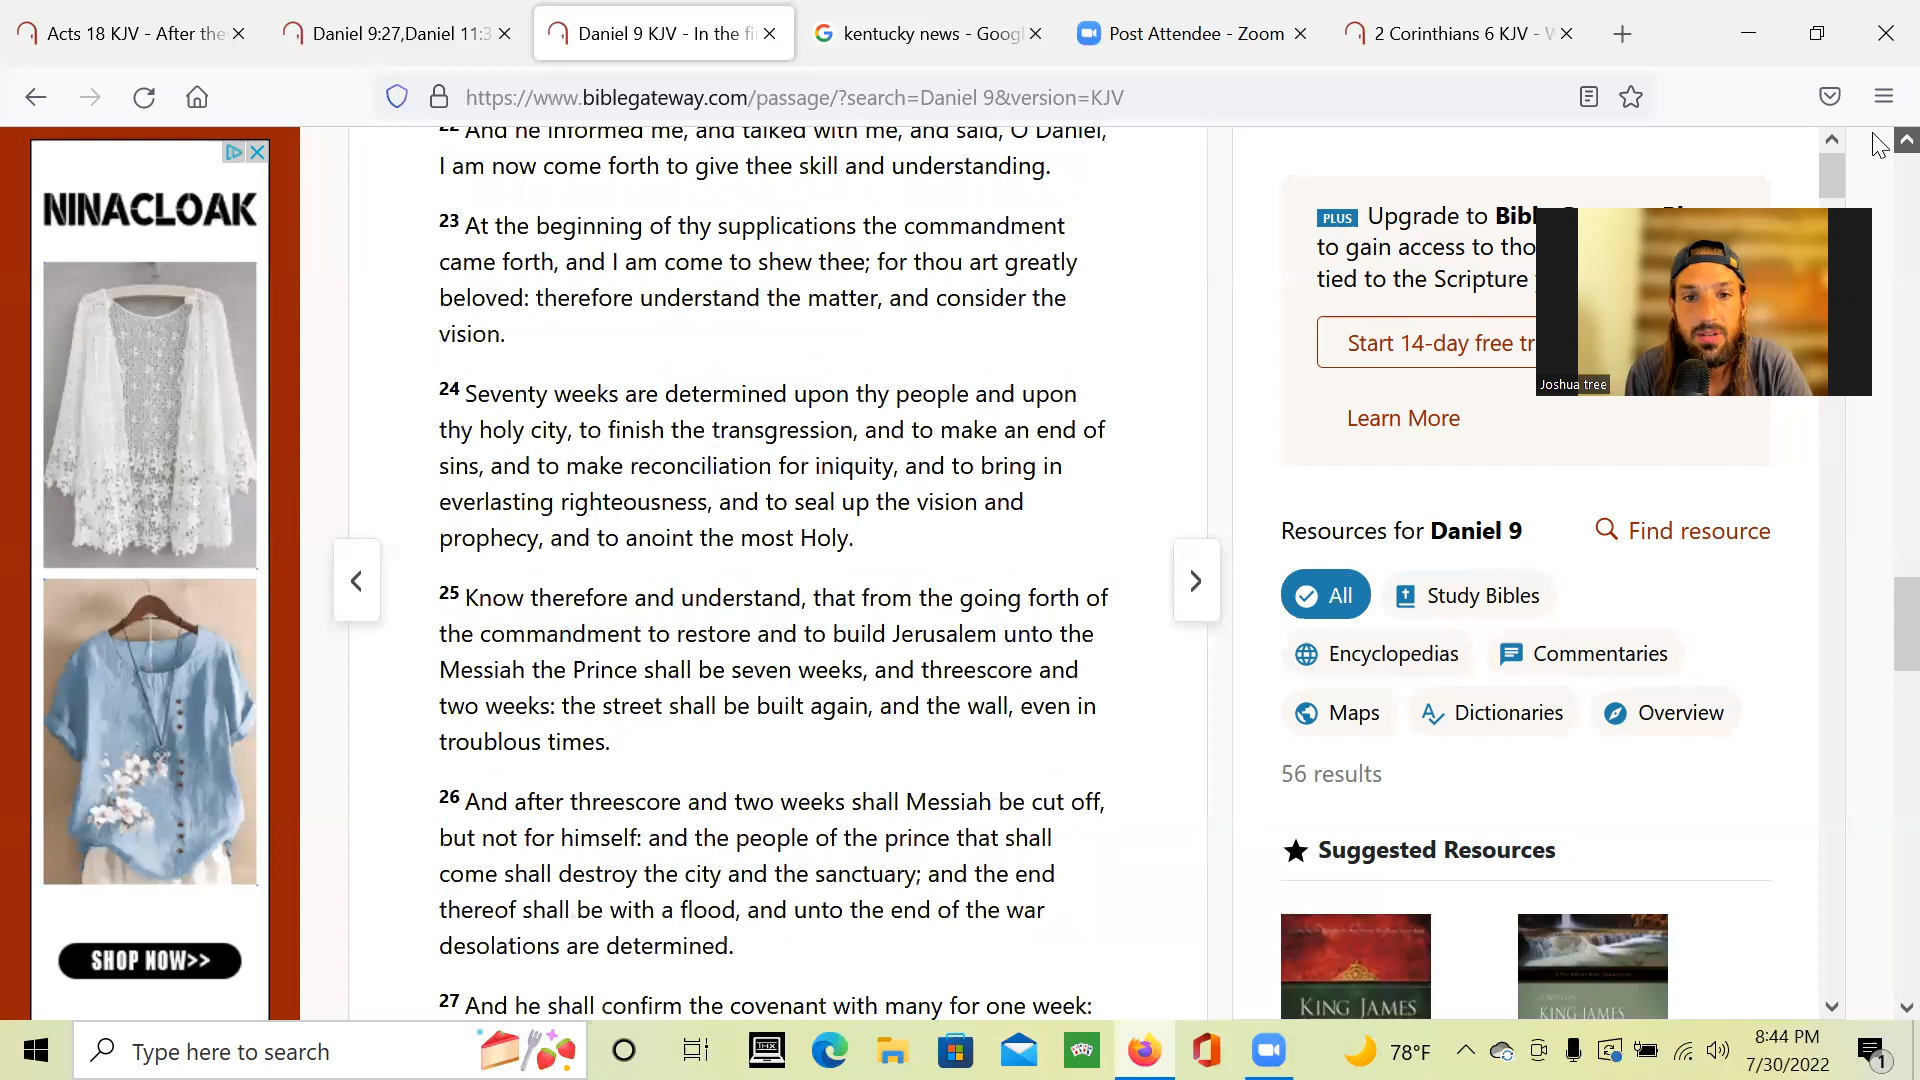 Acts 18 KJV - After the
Daniel 9:27,Daniel 11:3
Daniel 9 KJV - In the fi
kentucky news - Googl
Post Attendee - Zoom
2 Corinthians 6 KJV - W
https://www.biblegateway.com/passage/?search=Daniel 9&version=KJV
NINACLOAK
SHOP NOW>>
22 And he informed me, and talked with me, and said, O Daniel,
I am now come forth to give thee skill and understanding.
23 At the beginning of thy supplications the commandment
came forth, and I am come to shew thee; for thou art greatly
beloved: therefore understand the matter, and consider the
vision.
24 Seventy weeks are determined upon thy people and upon
thy holy city, to finish the transgression, and to make an end of
sins, and to make reconciliation for iniquity, and to bring in
everlasting righteousness, and to seal up the vision and
prophecy, and to anoint the most Holy.
25 Know therefore and understand, that from the going forth of
the commandment to restore and to build Jerusalem unto the
Messiah the Prince shall be seven weeks, and threescore and
two weeks: the street shall be built again, and the wall, even in
troublous times.
26 And after threescore and two weeks shall Messiah be cut off,
but not for himself: and the people of the prince that shall
come shall destroy the city and the sanctuary; and the end
thereof shall be with a flood, and unto the end of the war
desolations are determined.
27 And he shall confirm the covenant with many for one week:
PLUS Upgrade to
to gain access to
tied to the Scripture
Start 14-day free
Learn More
Joshua tree
Resources for Daniel 9
Find resource
All
Study Bibles
Encyclopedias
Commentaries
Maps
Dictionaries
Overview
56 results
Suggested Resources
KING JAMES
KING JAMES
Type here to search
78°F
8:44 PM
7/30/2022
1